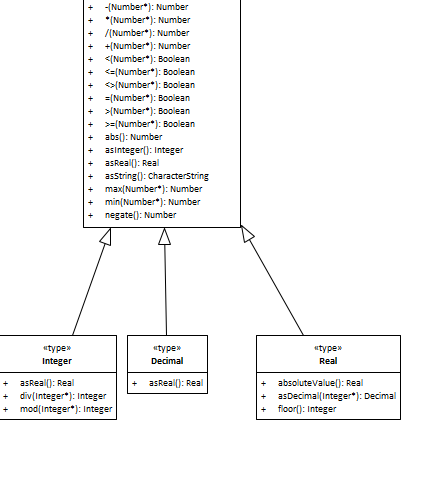 + -(Number*): Number
+ *(Number*): Number
+ /(Number*): Number
+ +(Number*): Number
+ <(Number*): Boolean
+ <=(Number*): Boolean
+ <>(Number*): Boolean
+ =(Number*): Boolean
+ >(Number*): Boolean
+ >=(Number*): Boolean
+ abs(): Number
+ asInteger(): Integer
+ asReal(): Real
+ asString(): CharacterString
+ max(Number*): Number
+ min(Number*): Number
+ negate(): Number
«type»
Integer
+ asReal(): Real
+ div(Integer*): Integer
+ mod(Integer*): Integer
«type»
Decimal
+ asReal(): Real
«type»
Real
+ absoluteValue(): Real
+ asDecimal(Integer*): Decimal
+ floor(): Integer